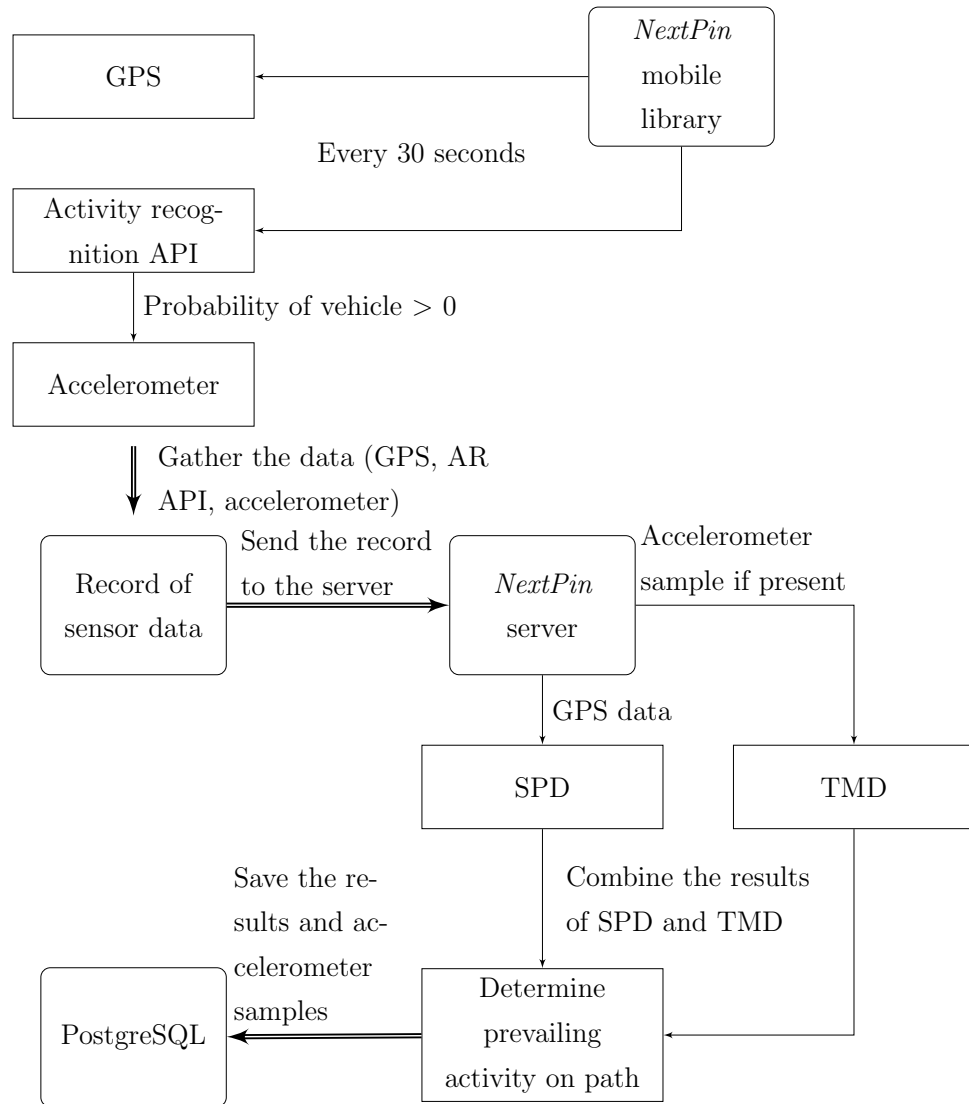 GPS
NextPin
mobile
library
Every 30 seconds
Activity recog-
nition API
Probability of vehicle > 0
Accelerometer
Gather the data (GPS, AR
API, accelerometer)
Record of
sensor data
Send the record
to the server
NextPin
server
Accelerometer
sample if present
GPS data
SPD
TMD
Combine the results
of SPD and TMD
Save the re-
sults and ac-
celerometer
samples
PostgreSQL
Determine
prevailing
activity on path